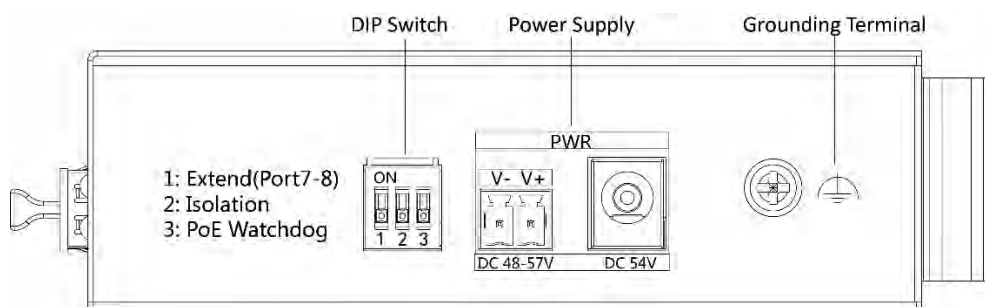 DIP Switch
Power Supply
Grounding Terminal
PWR
1: Extend(Port7-8)
2: Isolation
3: PoE Watchdog
ON
1 2 3
V- V+
DC 48-57V
DC 54V